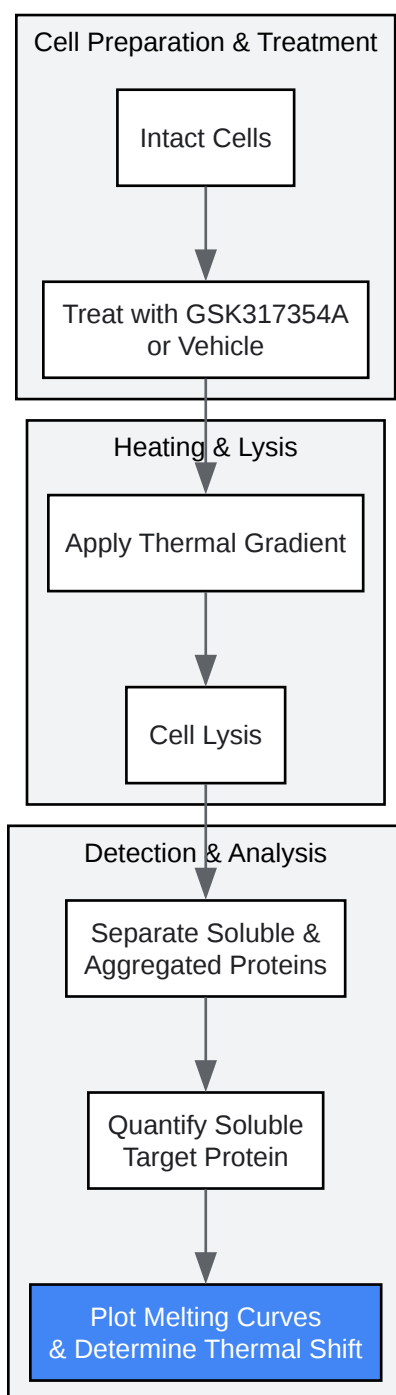 Cell Preparation & Treatment
Intact Cells
Treat with GSK317354A
or Vehicle
Heating & Lysis
Apply Thermal Gradient
Cell Lysis
Detection & Analysis
Separate Soluble &
Aggregated Proteins
Quantify Soluble
Target Protein
Plot Melting Curves
& Determine Thermal Shift